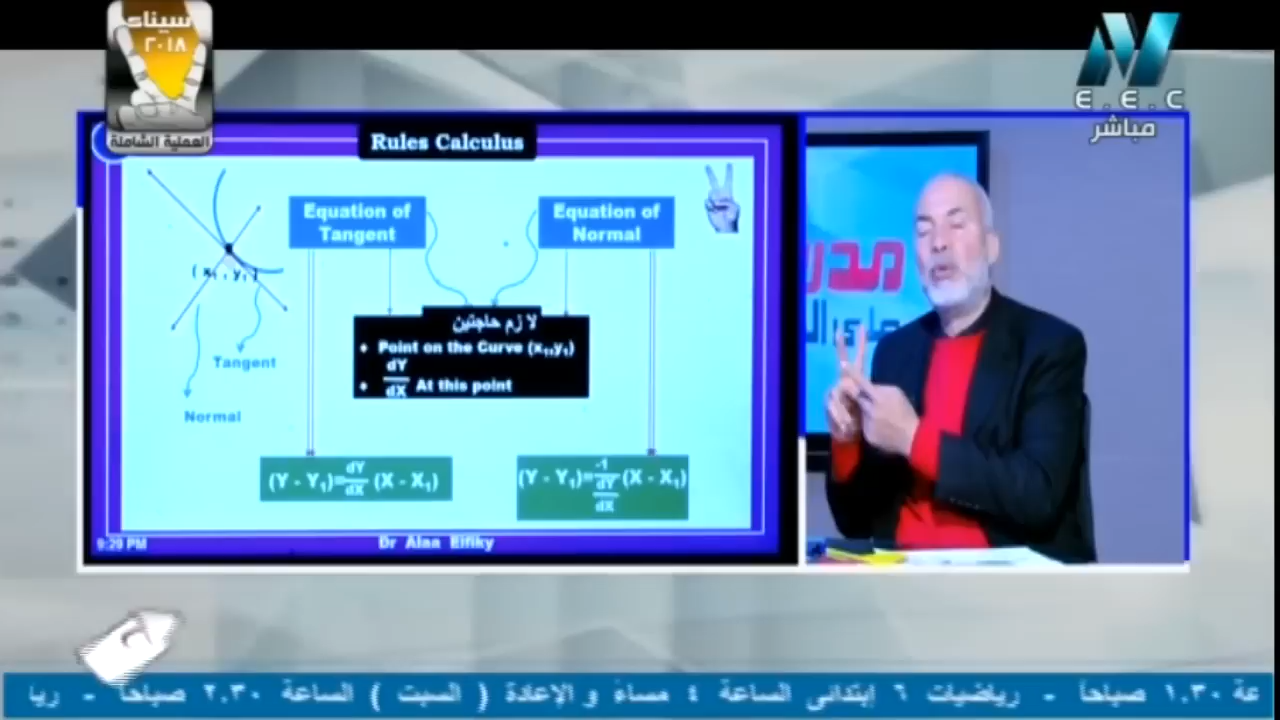 سيناء
٢٠١٨
العملية الشاملة
E.E.C
مباشر
Rules Calculus
Equation of
Tangent
Equation of
Normal
( x₁ , y₁ )
لا زم حاجتين
• Point on the Curve (x₁,y₁)
• dY/dX At this point
Tangent
Normal
(Y - Y₁)=dY/dX (X - X₁)
(Y - Y₁)=-1/(dY/dX) (X - X₁)
9:29 PM
Dr Alaa Elfiky
عة ١.٣٠ صباحاً - رياضيات ٦ إبتدائى الساعة ٤ مساءً و الإعادة ( السبت ) الساعة ٢.٣٠ صباحاً - ريا